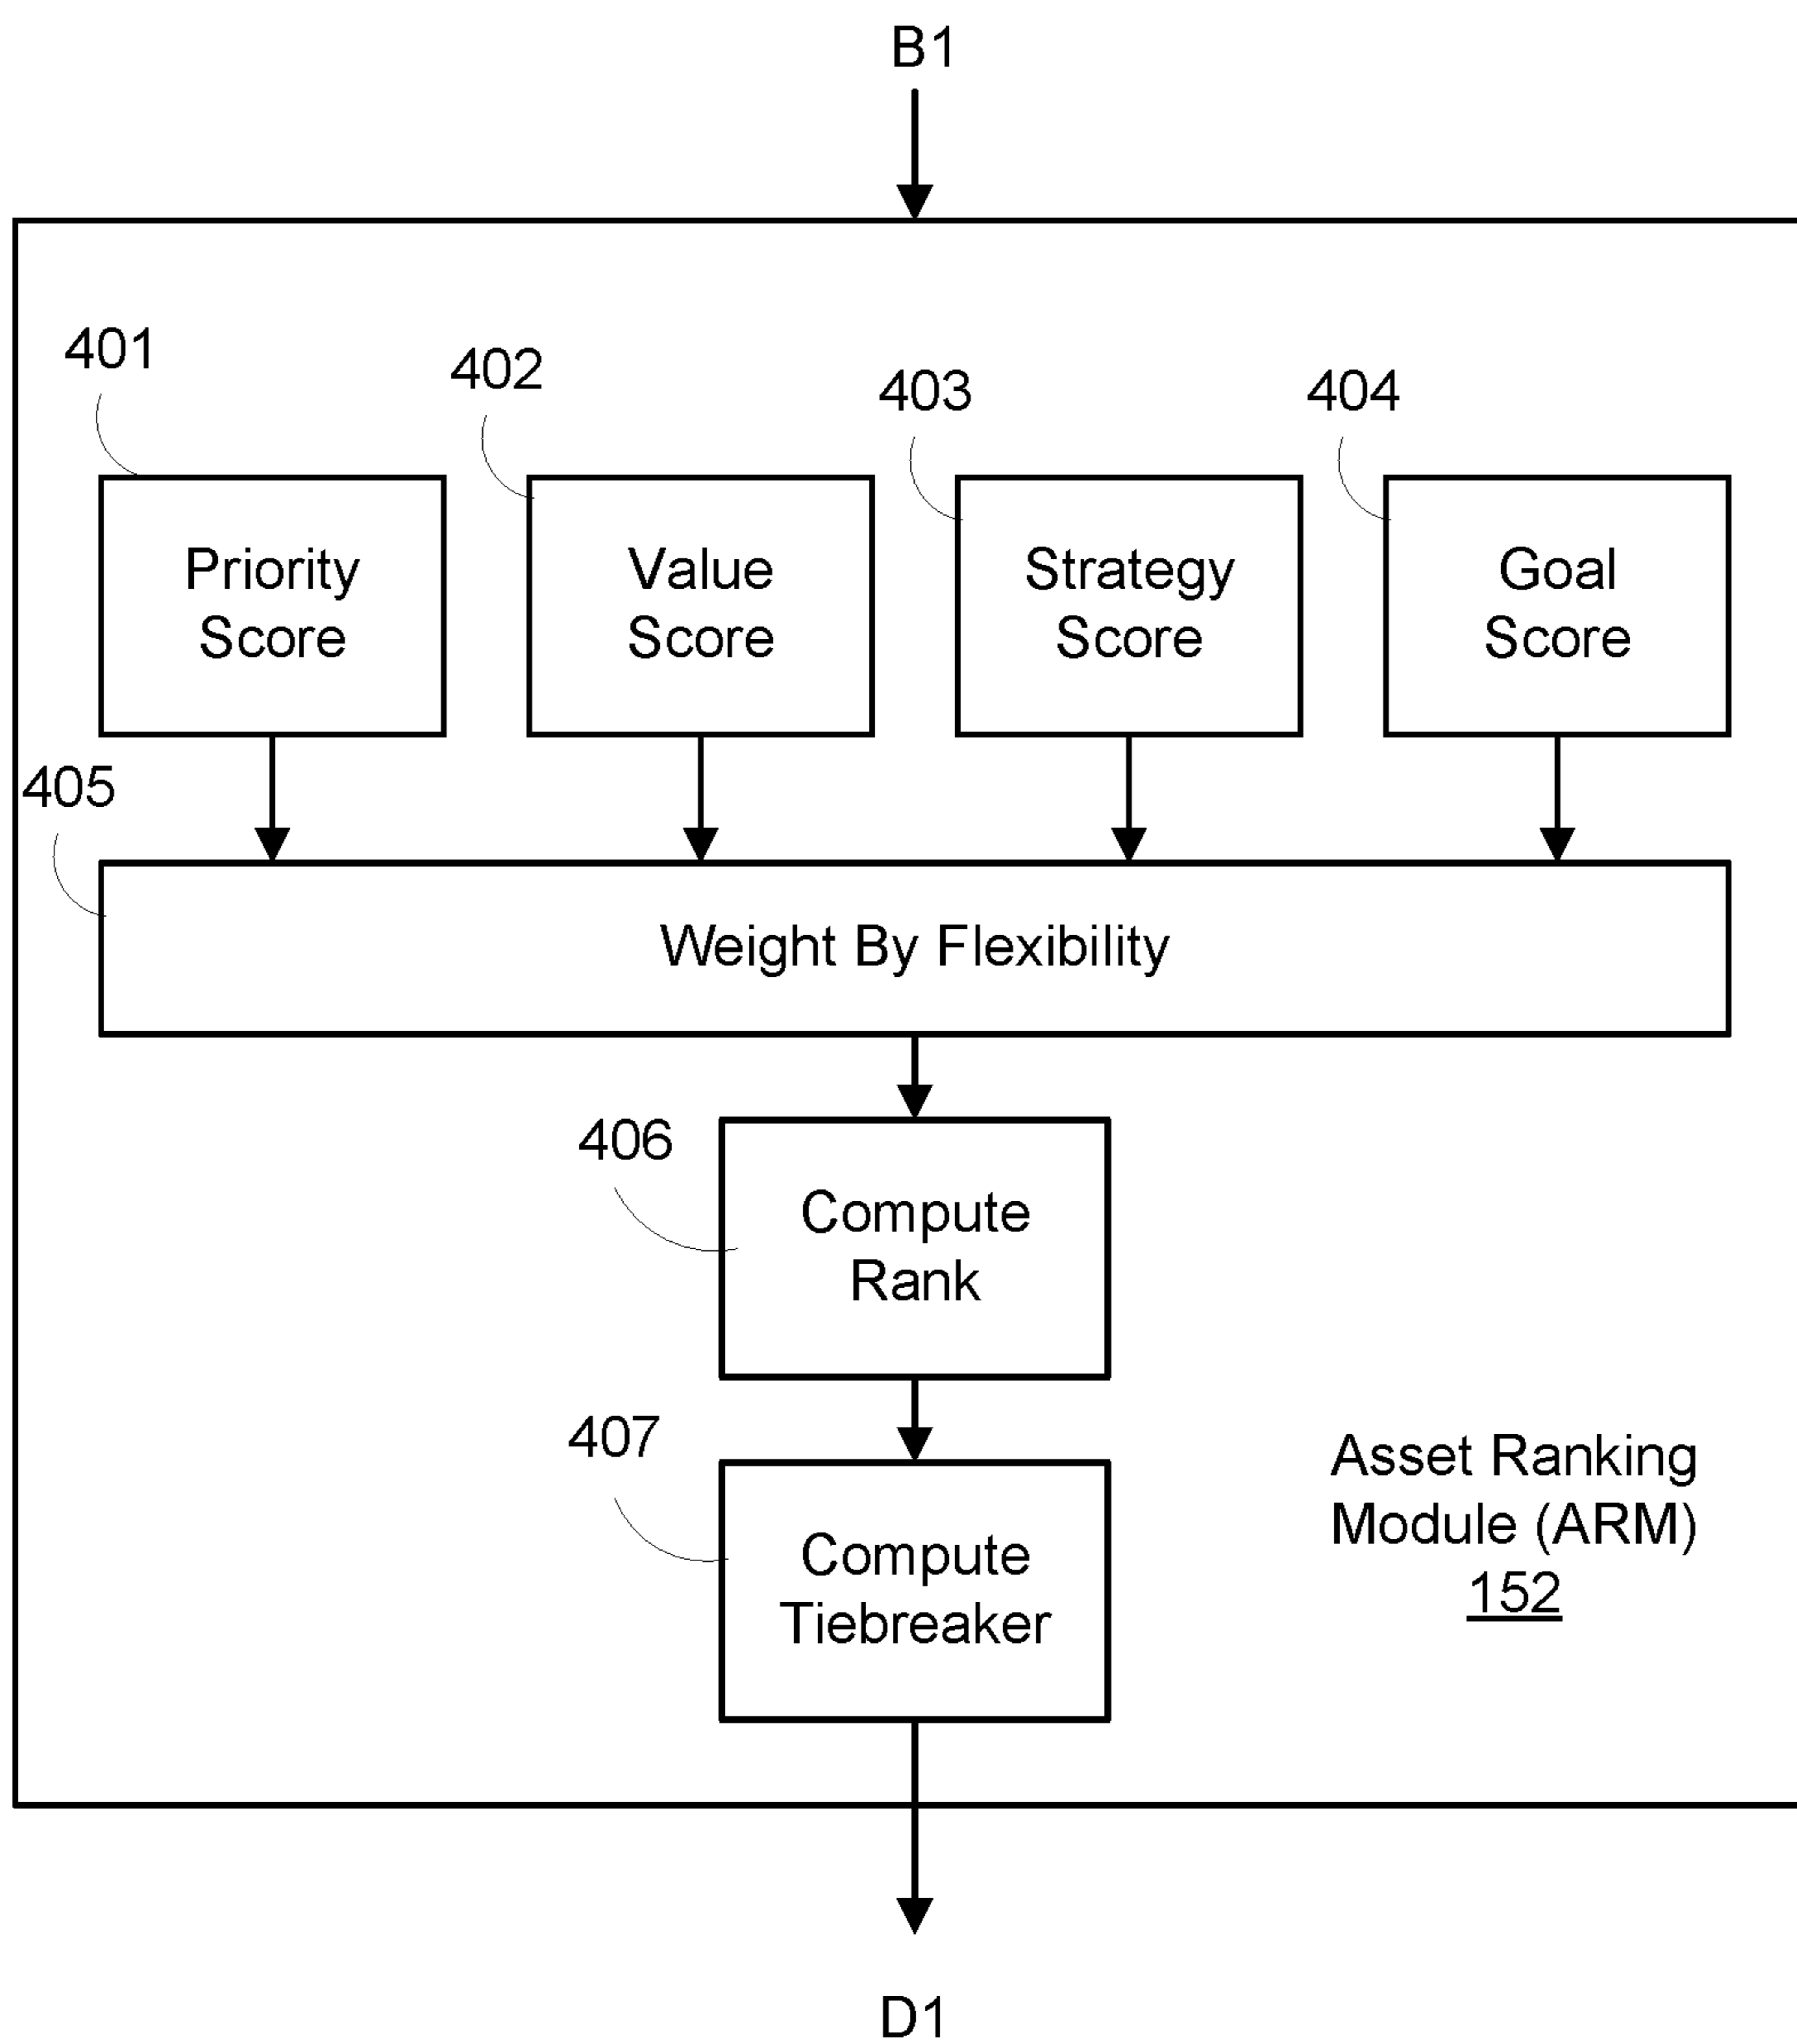 B1
401
402
403
404
Priority
Score
Value
Score
Strategy
Score
Goal
Score
405
Weight By Flexibility
406
Compute
Rank
407
Compute
Tiebreaker
Asset Ranking
Module (ARM)
152
D1